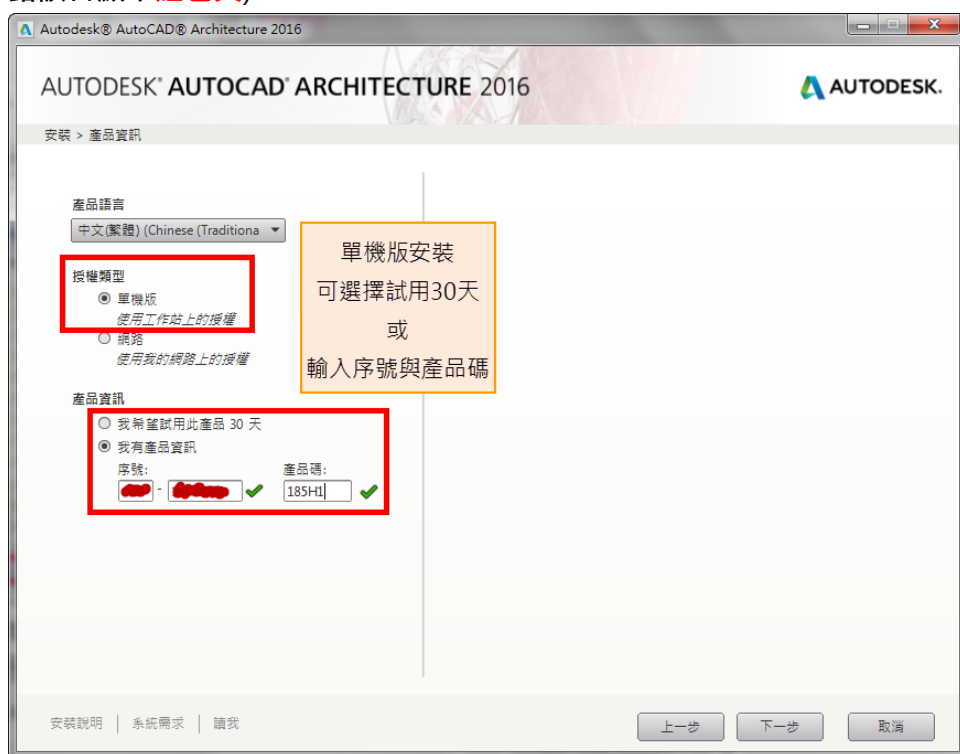 Autodesk® AutoCAD® Architecture 2016
AUTODESK® AUTOCAD® ARCHITECTURE 2016
AUTODESK.
安裝 > 產品資訊
產品語言
中文(繁體) (Chinese (Traditiona
授權類型
單機版
使用工作站上的授權
網路
使用我的網路上的授權
單機版安裝
可選擇試用30天
或
輸入序號與產品碼
產品資訊
我希望試用此產品 30 天
我有產品資訊
序號:
產品碼:
-
185H1
安裝說明 | 系統需求 | 讀我
上一步
下一步
取消